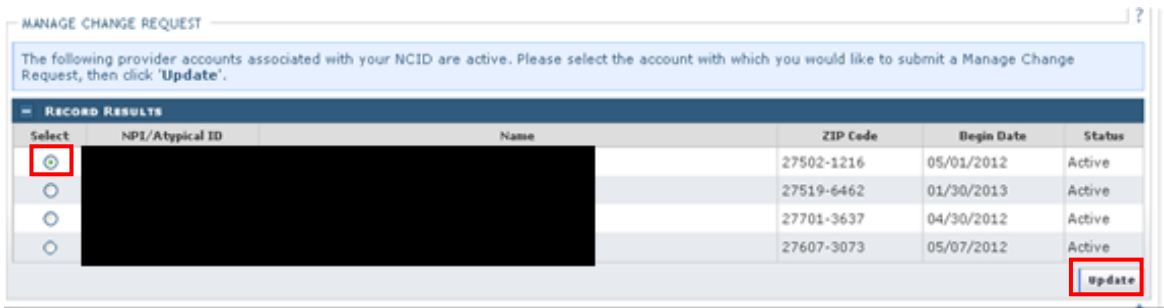 MANAGE CHANGE REQUEST
?
The following provider accounts associated with your NCID are active. Please select the account with which you would like to submit a Manage Change
Request, then click 'Update'.
RECORD RESULTS
Select NPI/Atypical ID Name ZIP Code Begin Date Status
27502-1216 05/01/2012 Active
27519-6462 01/30/2013 Active
27701-3637 04/30/2012 Active
27607-3073 05/07/2012 Active
Update